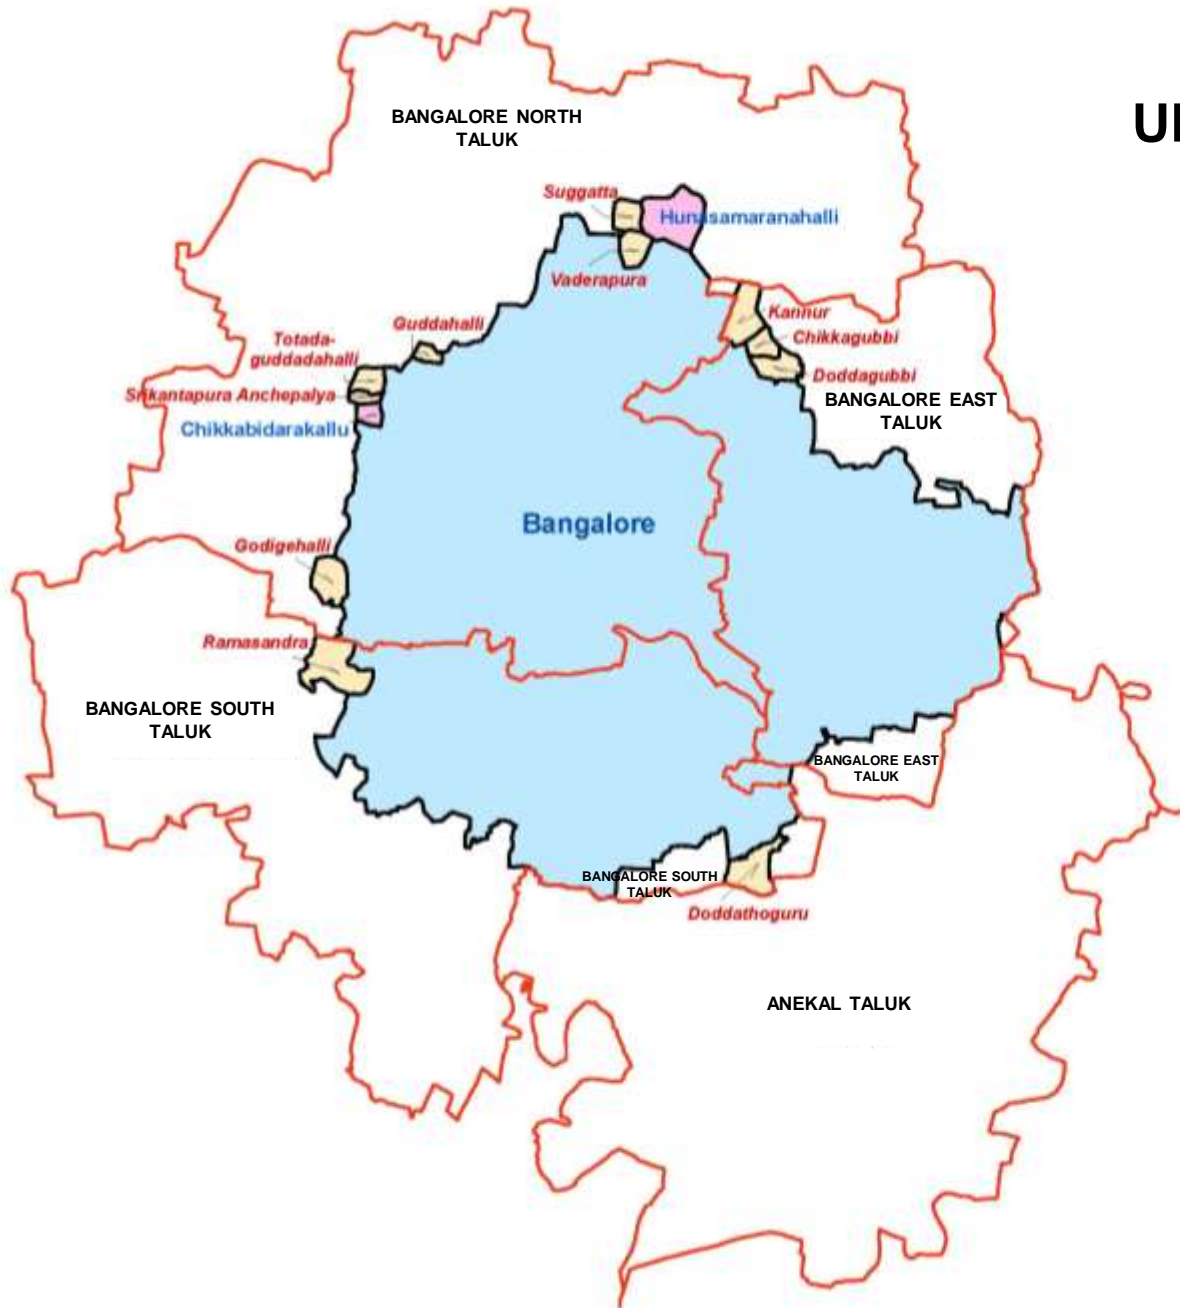 UI
BANGALORE NORTH
TALUK
Suggatta
Hunasamaranahalli
Vaderapura
Kannur
Guddahalli
Chikkagubbi
Totada-
guddadahalli
Doddagubbi
Srikantapura Anchepalya
BANGALORE EAST
TALUK
Chikkabidarakallu
Bangalore
Godigehalli
Ramasandra
BANGALORE SOUTH
TALUK
BANGALORE EAST
TALUK
BANGALORE SOUTH
TALUK
Doddathoguru
ANEKAL TALUK